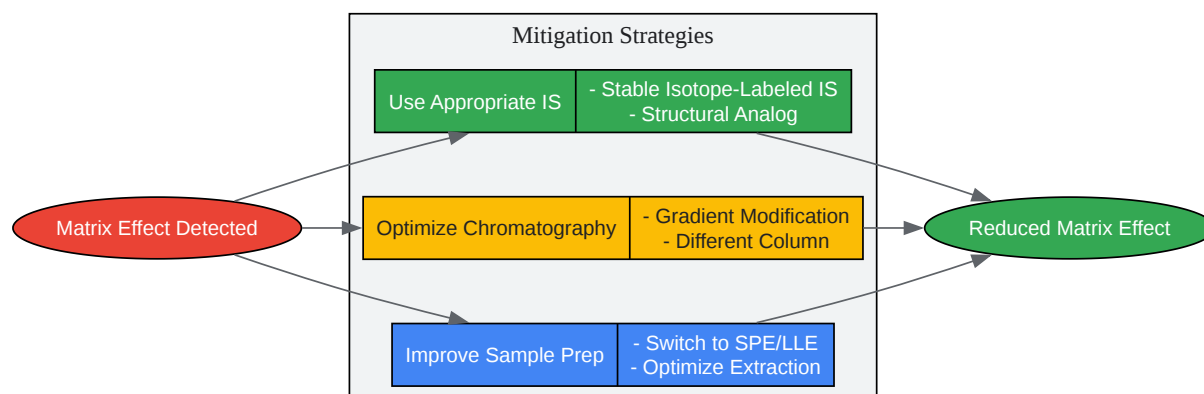 Mitigation Strategies
Use Appropriate IS
- Stable Isotope-Labeled IS
- Structural Analog
Matrix Effect Detected
Optimize Chromatography
- Gradient Modification
- Different Column
Reduced Matrix Effect
Improve Sample Prep
- Switch to SPE/LLE
- Optimize Extraction